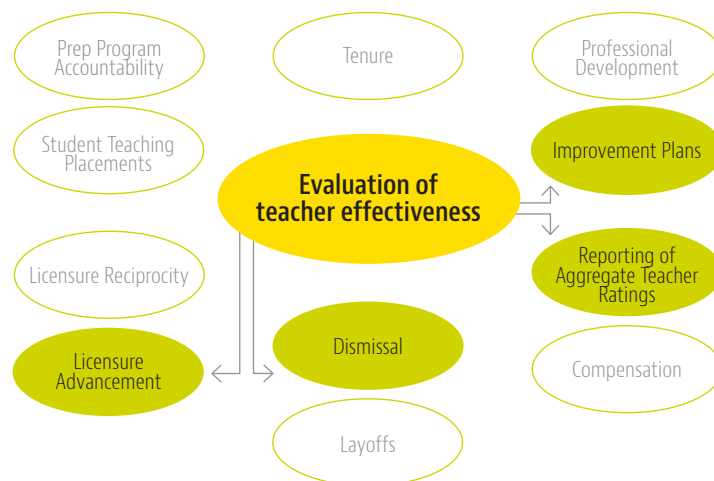 Prep Program
Accountability
Tenure
Professional
Development
Student Teaching
Placements
Improvement Plans
Evaluation of
teacher effectiveness
Licensure Reciprocity
Reporting of
Aggregate Teacher
Ratings
Licensure
Advancement
Dismissal
Compensation
Layoffs